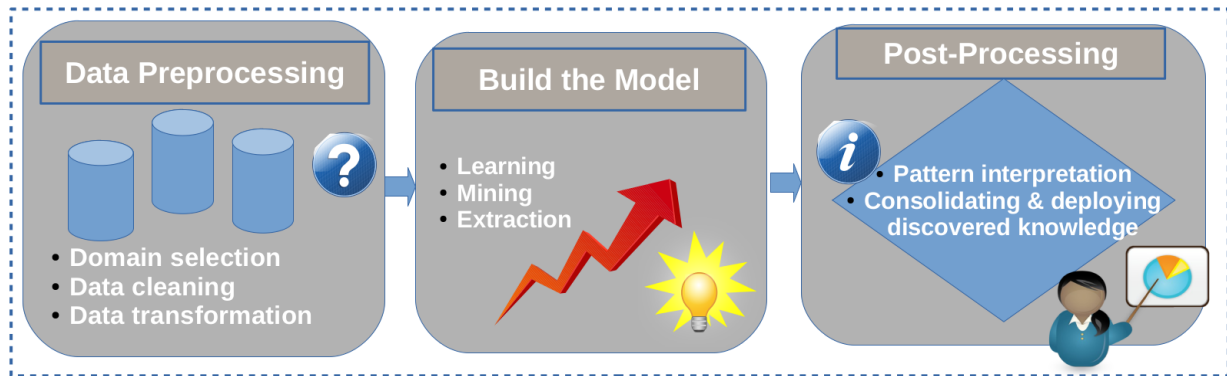 Data Preprocessing
• Domain selection
• Data cleaning
• Data transformation
?
Build the Model
• Learning
• Mining
• Extraction
Post-Processing
i
• Pattern interpretation
• Consolidating & deploying
discovered knowledge